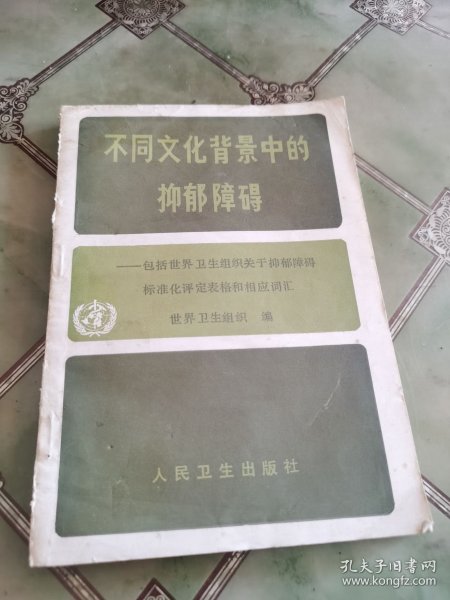 不同文化背景中的
抑郁障碍
——包括世界卫生组织关于抑郁障碍
标准化评定表格和相应词汇
世界卫生组织 编
人民卫生出版社
孔夫子旧书网
www.kongfz.com